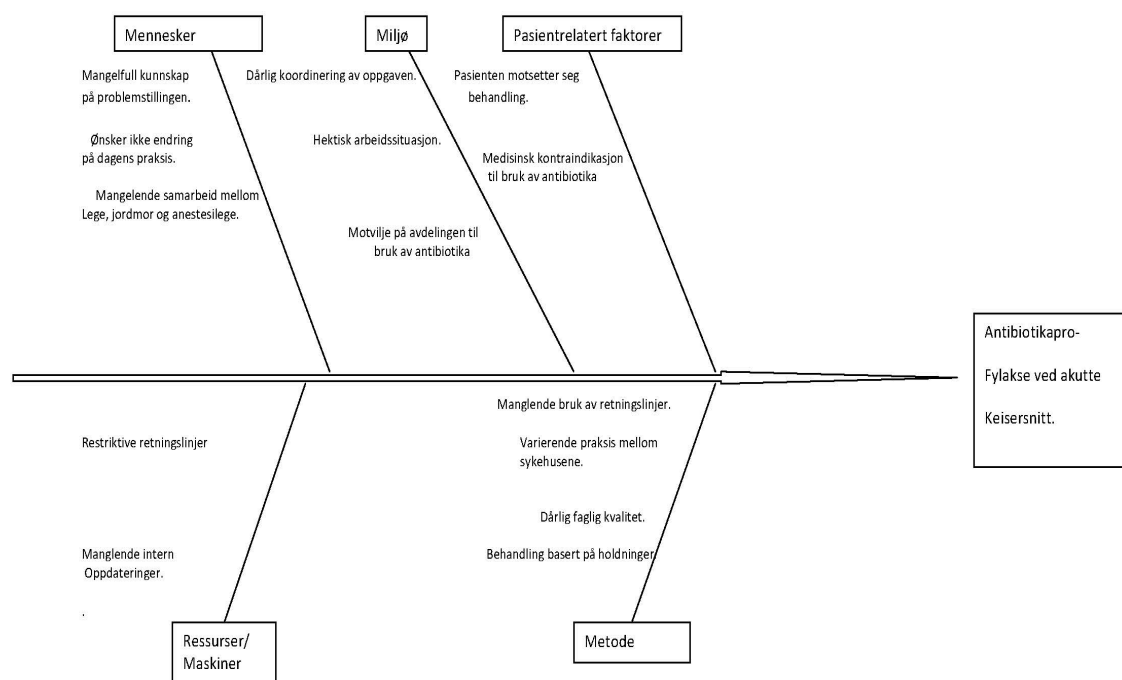 Mennesker
Miljø
Pasientrelatert faktorer
Mangelfull kunnskap
på problemstillingen.
Ønsker ikke endring
på dagens praksis.
Mangelende samarbeid mellom
Lege, jordmor og anestesilege.
Dårlig koordinering av oppgaven.
Hektisk arbeidssituasjon.
Motvilje på avdelingen til
bruk av antibiotika
Pasienten motsetter seg
behandling.
Medisinsk kontraindikasjon
til bruk av antibiotika
Antibiotikapro-
Fylakse ved akutte
Keisersnitt.
Restriktive retningslinjer
Manglende intern
Oppdateringer.
.
Ressurser/
Maskiner
Manglende bruk av retningslinjer.
Varierende praksis mellom
sykehusene.
Dårlig faglig kvalitet.
Behandling basert på holdninger
Metode